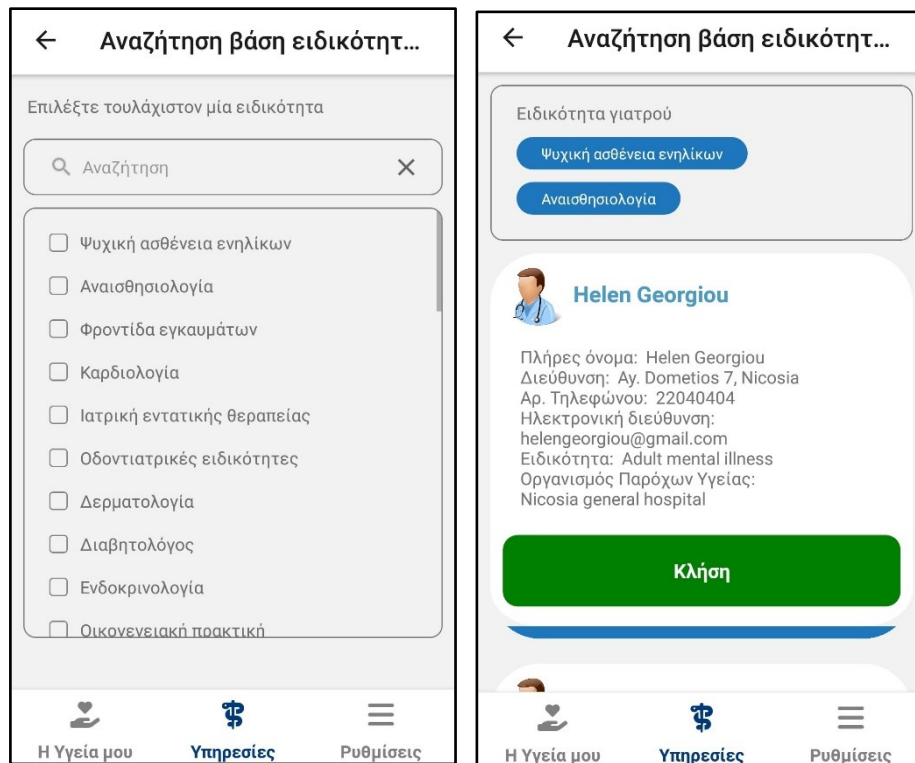 Αναζήτηση βάση ειδικότητ...
Επιλέξτε τουλάχιστον μία ειδικότητα
Αναζήτηση
Ψυχική ασθένεια ενηλίκων
Αναισθησιολογία
Φροντίδα εγκαυμάτων
Καρδιολογία
Ιατρική εντατικής θεραπείας
Οδοντιατρικές ειδικότητες
Δερματολογία
Διαβητολόγος
Ενδοκρινολογία
Οικογενειακή πρακτική
Η Υγεία μου
Υπηρεσίες
Ρυθμίσεις
Αναζήτηση βάση ειδικότητ...
Ειδικότητα γιατρού
Ψυχική ασθένεια ενηλίκων
Αναισθησιολογία
Helen Georgiou
Πλήρες όνομα: Helen Georgiou
Διεύθυνση: Ay. Dometios 7, Nicosia
Αρ. Τηλεφώνου: 22040404
Ηλεκτρονική διεύθυνση:
helengeorgiou@gmail.com
Ειδικότητα: Adult mental illness
Οργανισμός Παρόχων Υγείας:
Nicosia general hospital
Κλήση
Η Υγεία μου
Υπηρεσίες
Ρυθμίσεις